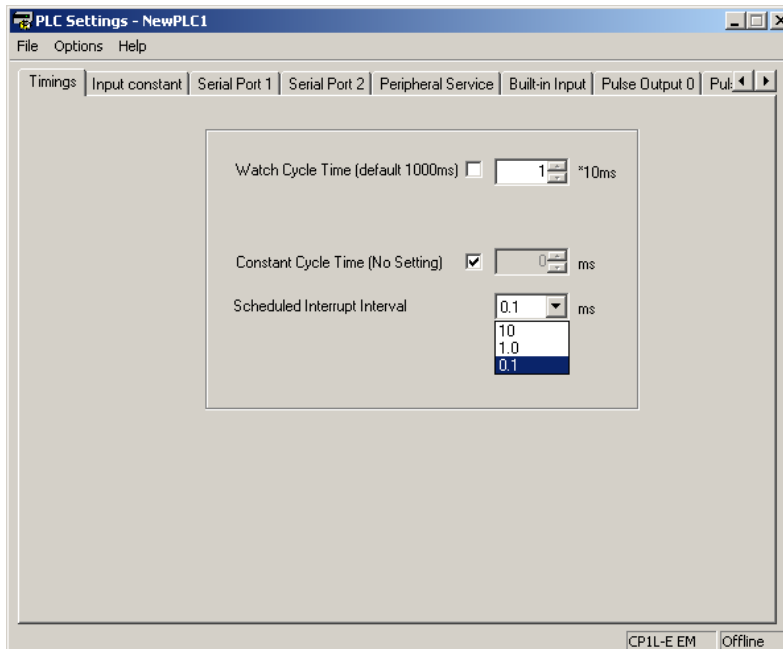 PLC Settings - NewPLC1
File Options Help
Timings Input constant Serial Port 1 Serial Port 2 Peripheral Service Built-in Input Pulse Output 0
Watch Cycle Time (default 1000ms) 1 *10ms
Constant Cycle Time (No Setting) 0 ms
Scheduled Interrupt Interval 0.1 ms
10
1.0
0.1
CP1L-E EM Offline